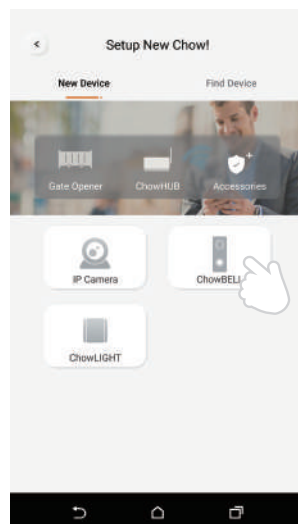 Setup New Chow!
New Device Find Device
Gate Opener ChowHUB Accessories
IP Camera ChowBELL
ChowLIGHT